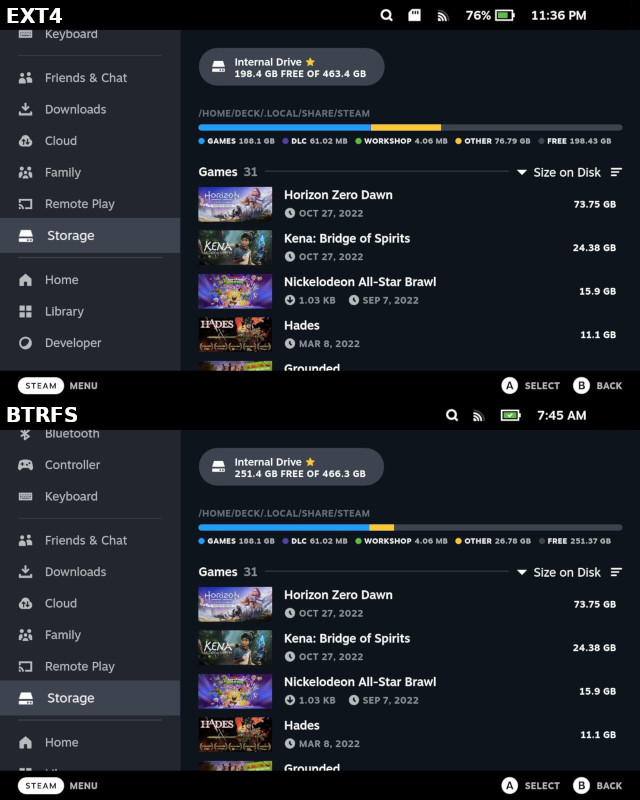 EXT4
76% 11:36 PM
Keyboard
Friends & Chat
Downloads
Cloud
Family
Remote Play
Storage
Home
Library
Developer
Internal Drive
198.4 GB FREE OF 463.4 GB
/HOME/DECK/.LOCAL/SHARE/STEAM
GAMES 188.1 GB DLC 61.02 MB WORKSHOP 4.06 MB OTHER 76.79 GB FREE 198.43 GB
Games 31 Size on Disk
HORIZON
Horizon Zero Dawn 73.75 GB
OCT 27, 2022
KENA
Kena: Bridge of Spirits 24.38 GB
OCT 27, 2022
Nickelodeon All-Star Brawl 15.9 GB
1.03 KB SEP 7, 2022
HADES
Hades 11.1 GB
MAR 8, 2022
Grounded
STEAM MENU A SELECT B BACK
BTRFS
7:45 AM
Bluetooth
Controller
Keyboard
Friends & Chat
Downloads
Cloud
Family
Remote Play
Storage
Home
Internal Drive
251.4 GB FREE OF 466.3 GB
/HOME/DECK/.LOCAL/SHARE/STEAM
GAMES 188.1 GB DLC 61.02 MB WORKSHOP 4.06 MB OTHER 26.78 GB FREE 251.37 GB
Games 31 Size on Disk
HORIZON
Horizon Zero Dawn 73.75 GB
OCT 27, 2022
KENA
Kena: Bridge of Spirits 24.38 GB
OCT 27, 2022
Nickelodeon All-Star Brawl 15.9 GB
1.03 KB SEP 7, 2022
HADES
Hades 11.1 GB
MAR 8, 2022
Grounded
STEAM MENU A SELECT B BACK